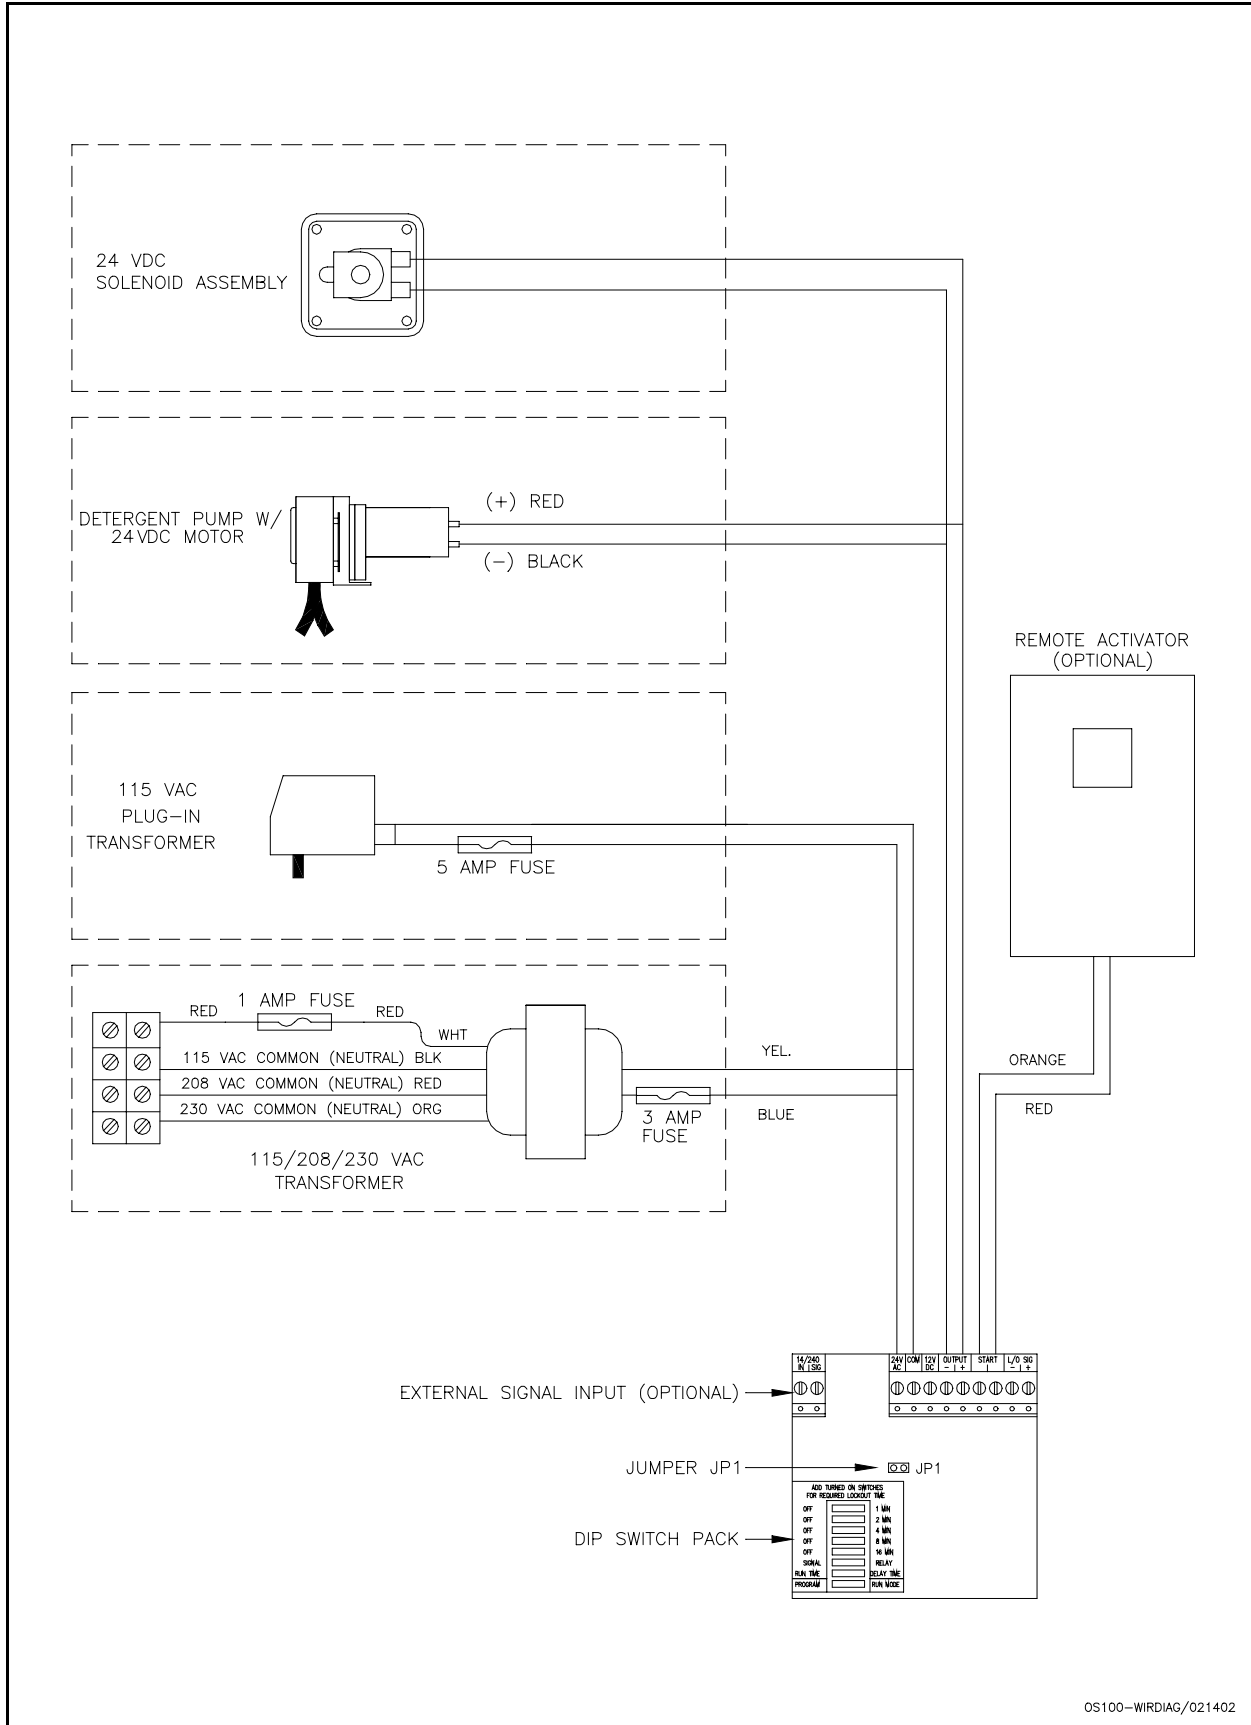 24 VDC
SOLENOID ASSEMBLY
(+) RED
DETERGENT PUMP W/
24VDC MOTOR
(-) BLACK
REMOTE ACTIVATOR
(OPTIONAL)
115 VAC
PLUG-IN
TRANSFORMER
5 AMP FUSE
1 AMP FUSE
RED
RED
WHT
115 VAC COMMON (NEUTRAL) BLK
208 VAC COMMON (NEUTRAL) RED
230 VAC COMMON (NEUTRAL) ORG
YEL.
BLUE
3 AMP
FUSE
115/208/230 VAC
TRANSFORMER
ORANGE
RED
14/240
IN | SIG
24V
AC
COM
12V
DC
OUTPUT
- | +
START
|
L/O SIG
- | +
EXTERNAL SIGNAL INPUT (OPTIONAL)
JUMPER JP1
JP1
ADD TURNED ON SWITCHES
FOR REQUIRED LOCKOUT TIME
OFF 1 MIN
OFF 2 MIN
OFF 4 MIN
OFF 8 MIN
OFF 16 MIN
SIGNAL RELAY
RUN TIME DELAY TIME
PROGRAM RUN MODE
DIP SWITCH PACK
OS100-WIRDIAG/021402